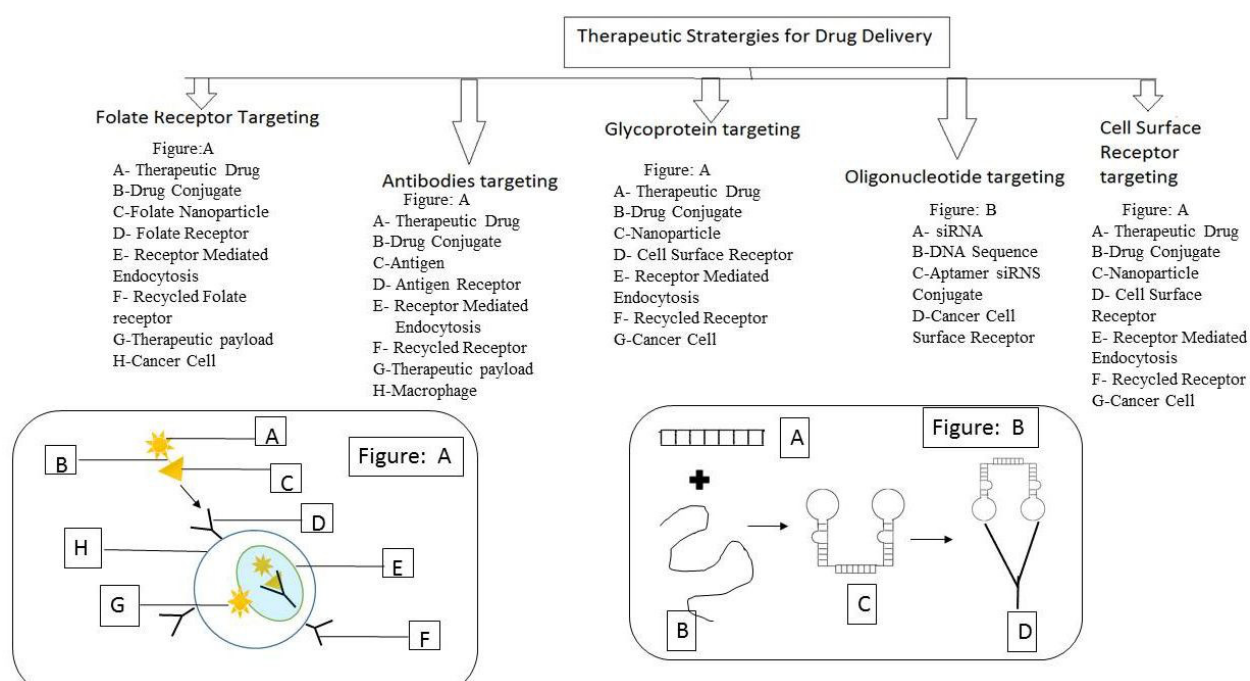 Therapeutic Stratergies for Drug Delivery
Folate Receptor Targeting
Figure:A
A- Therapeutic Drug
B-Drug Conjugate
C-Folate Nanoparticle
D- Folate Receptor
E- Receptor Mediated
Endocytosis
F- Recycled Folate
receptor
G-Therapeutic payload
H-Cancer Cell
Antibodies targeting
Figure: A
A- Therapeutic Drug
B-Drug Conjugate
C-Antigen
D- Antigen Receptor
E- Receptor Mediated
Endocytosis
F- Recycled Receptor
G-Therapeutic payload
H-Macrophage
Glycoprotein targeting
Figure: A
A- Therapeutic Drug
B-Drug Conjugate
C-Nanoparticle
D- Cell Surface Receptor
E- Receptor Mediated
Endocytosis
F- Recycled Receptor
G-Cancer Cell
Oligonucleotide targeting
Figure: B
A- siRNA
B-DNA Sequence
C-Aptamer siRNS
Conjugate
D-Cancer Cell
Surface Receptor
Cell Surface
Receptor
targeting
Figure: A
A- Therapeutic Drug
B-Drug Conjugate
C-Nanoparticle
D- Cell Surface
Receptor
E- Receptor Mediated
Endocytosis
F- Recycled Receptor
G-Cancer Cell
Figure: A
A
B
C
D
H
E
G
F
Figure: B
A
B
C
D